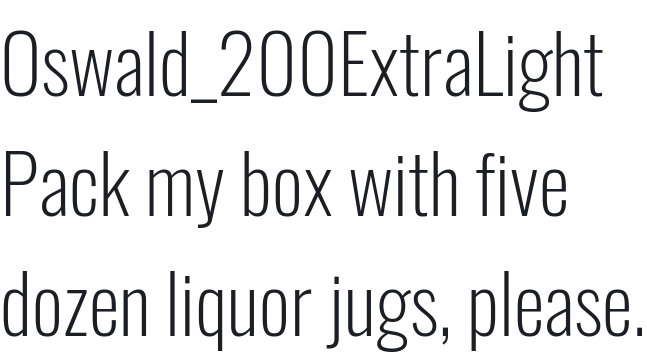 Oswald_200ExtraLight
Pack my box with five
dozen liquor jugs, please.